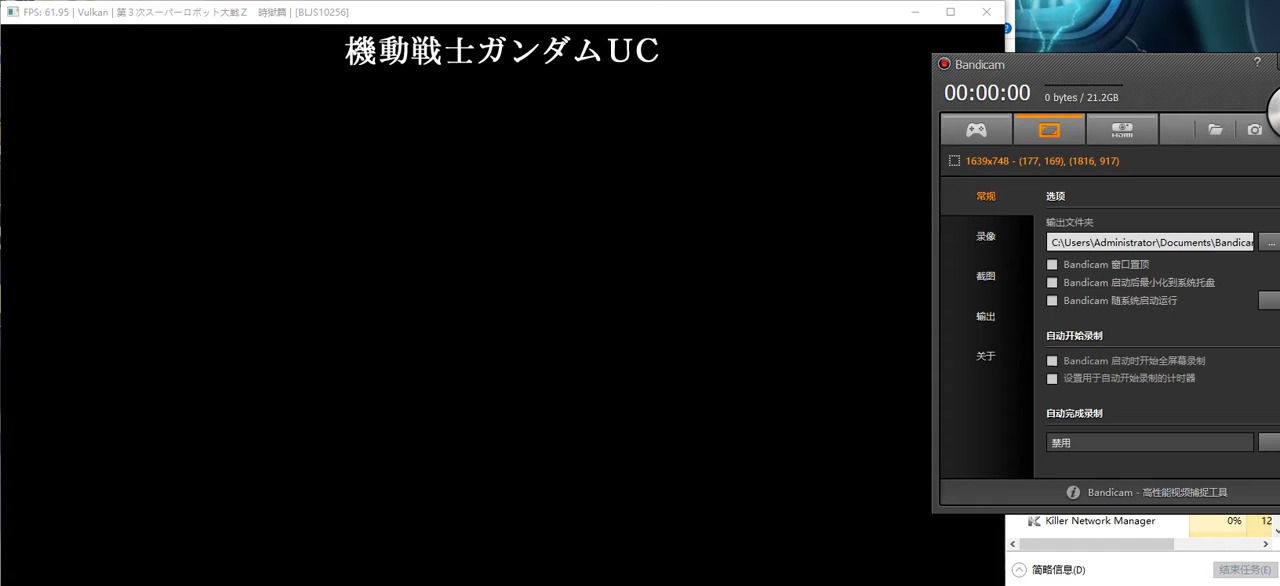 FPS: 61.95 | Vulkan | 第３次スーパーロボット大戦Ｚ　時獄篇 | [BLJS10256]
機動戦士ガンダムUC
Bandicam
?
00:00:00
0 bytes / 21.2GB
HDMI
1639x748 - (177, 169), (1816, 917)
常规
录像
截图
输出
关于
选项
输出文件夹
C:\Users\Administrator\Documents\Bandicam
...
Bandicam 窗口置顶
Bandicam 启动后最小化到系统托盘
Bandicam 随系统启动运行
自动开始录制
Bandicam 启动时开始全屏幕录制
设置用于自动开始录制的计时器
自动完成录制
禁用
Bandicam - 高性能视频捕捉工具
Killer Network Manager
0%
12
简略信息(D)
结束任务(E)